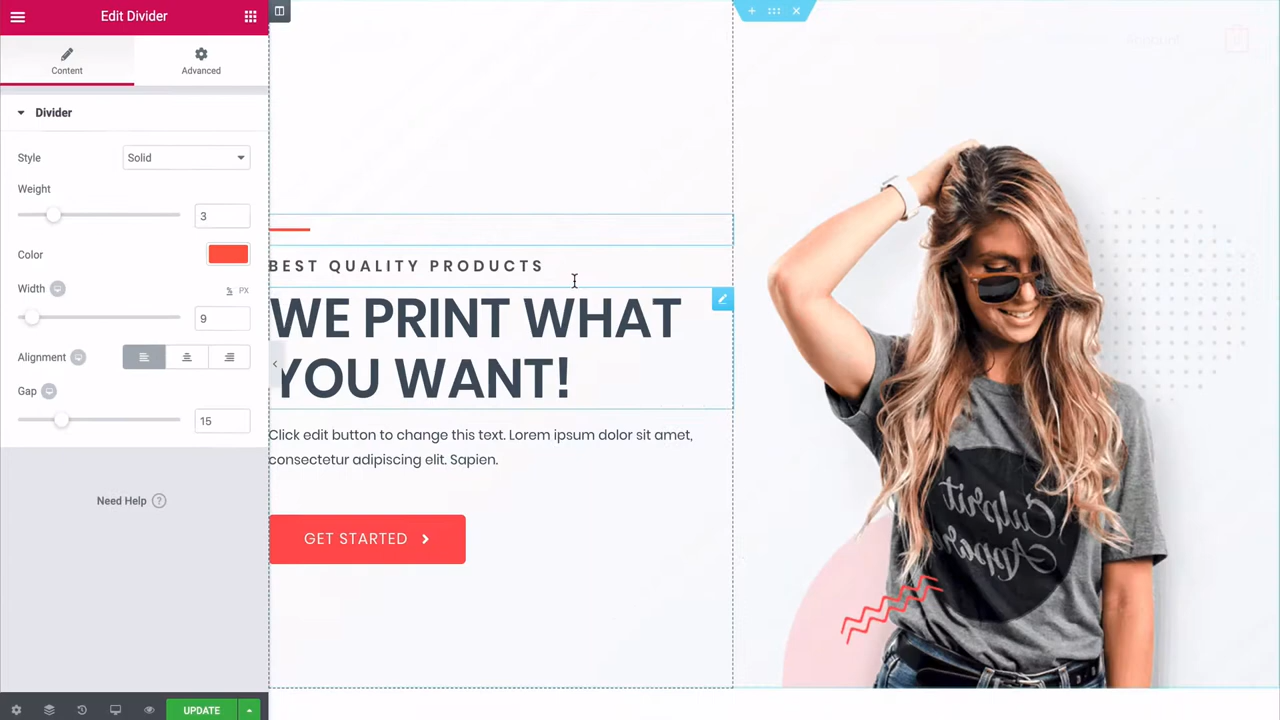 Edit Divider
Content
Advanced
Divider
Style
Solid
Weight
3
Color
Width
% PX
9
Alignment
Gap
15
Need Help ?
UPDATE
BEST QUALITY PRODUCTS
WE PRINT WHAT
YOU WANT!
Click edit button to change this text. Lorem ipsum dolor sit amet,
consectetur adipiscing elit. Sapien.
GET STARTED
Culprit